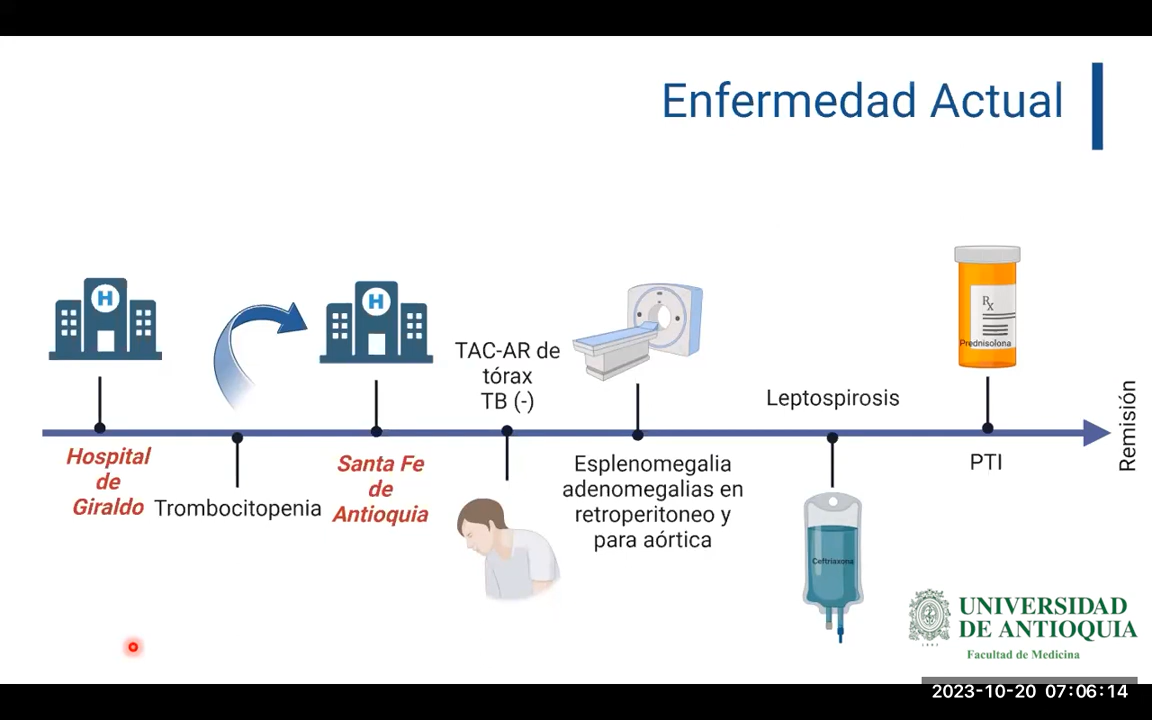 Enfermedad Actual
H
Hospital
de
Giraldo
Trombocitopenia
H
Santa Fe
de
Antioquia
TAC-AR de
tórax
TB (-)
Esplenomegalia
adenomegalias en
retroperitoneo y
para aórtica
Leptospirosis
Ceftriaxona
Rx
Prednisolona
PTI
Remisión
UNIVERSIDAD
DE ANTIOQUIA
Facultad de Medicina
2023-10-20 07:06:14